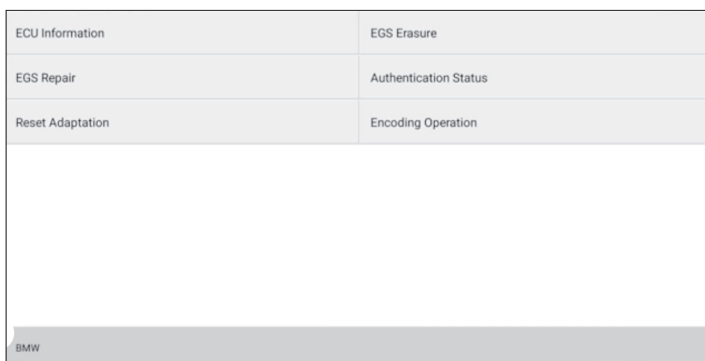 ECU Information
EGS Erasure
EGS Repair
Authentication Status
Reset Adaptation
Encoding Operation
BMW